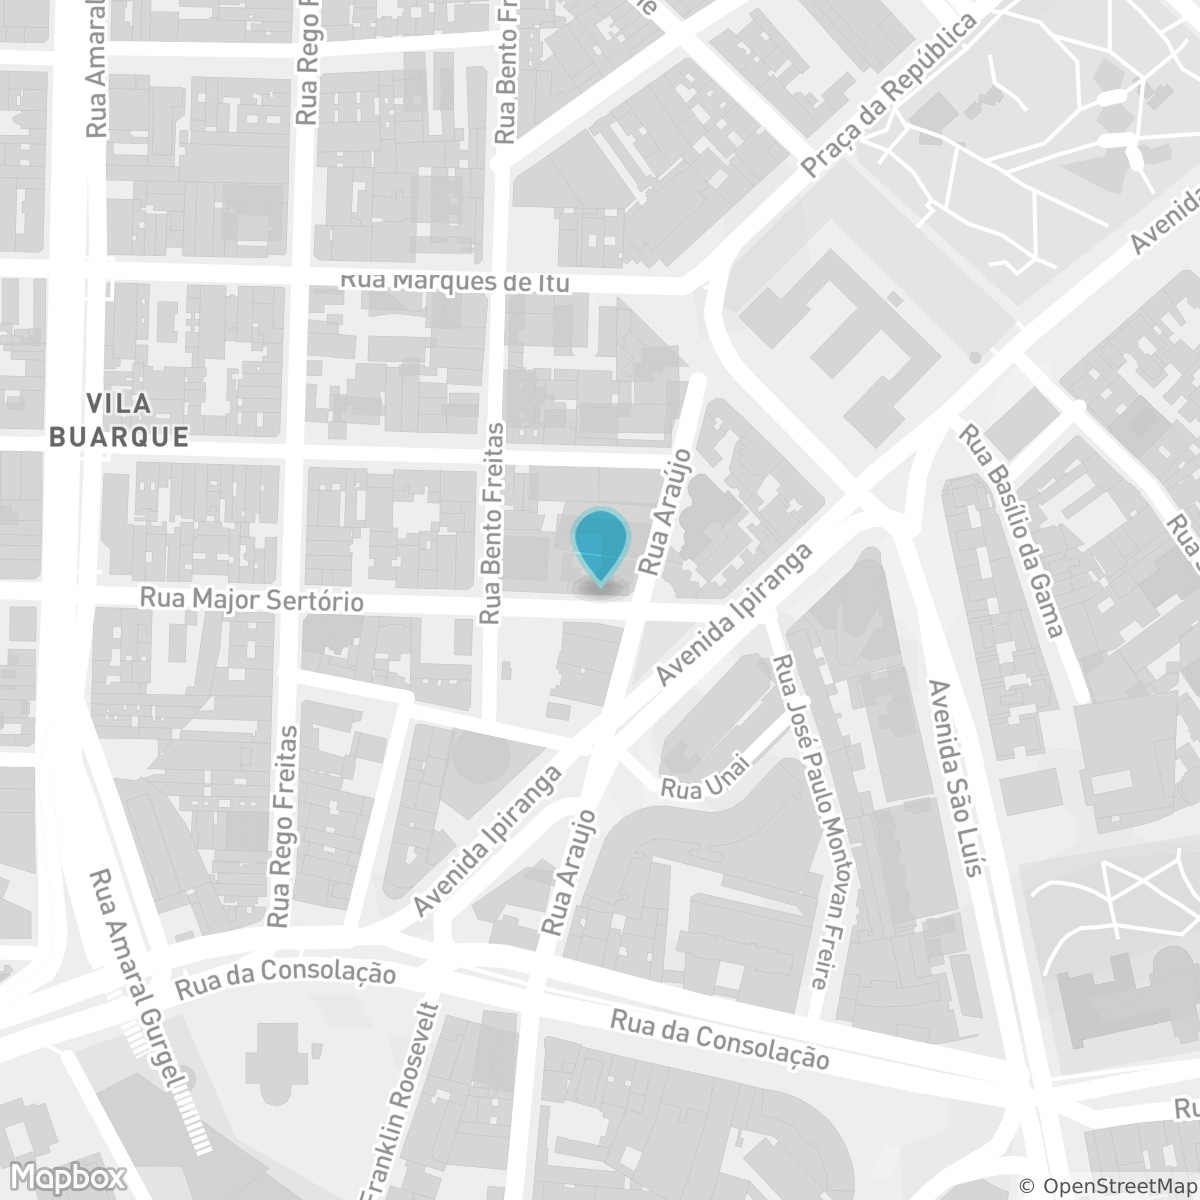 Rua Amaral
Rua Rego F
Rua Bento Fr
Praça da República
Avenida
Rua Marquês de Itu
VILA
BUARQUE
Rua Bento Freitas
Rua Araújo
Rua Basílio da Gama
Rua
Rua Major Sertório
Avenida Ipiranga
Rua José Paulo Montovan Freire
Avenida São Luís
Rua Unaí
Rua Rego Freitas
Avenida Ipiranga
Rua Araujo
Rua Amaral Gurgel
Rua da Consolação
Rua da Consolação
Franklin Roosevelt
Ru
Mapbox
© OpenStreetMap